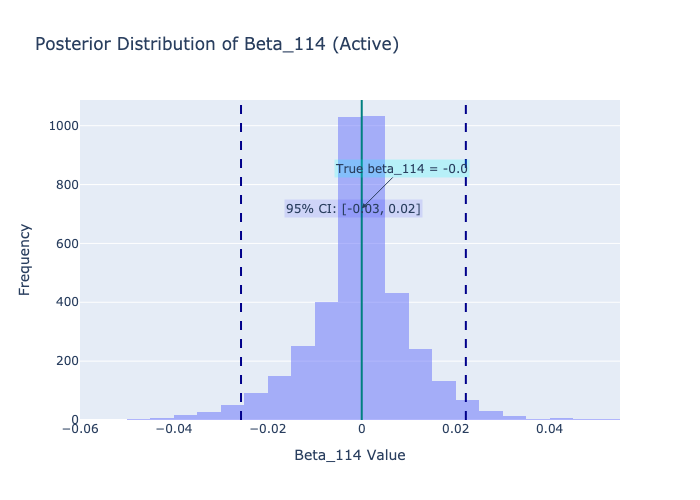 Posterior Distribution of Beta_114 (Active)
1000
800
600
400
200
0
Frequency
True beta_114 = -0.0
95% CI: [-0.03, 0.02]
−0.06
−0.04
−0.02
0
0.02
0.04
Beta_114 Value